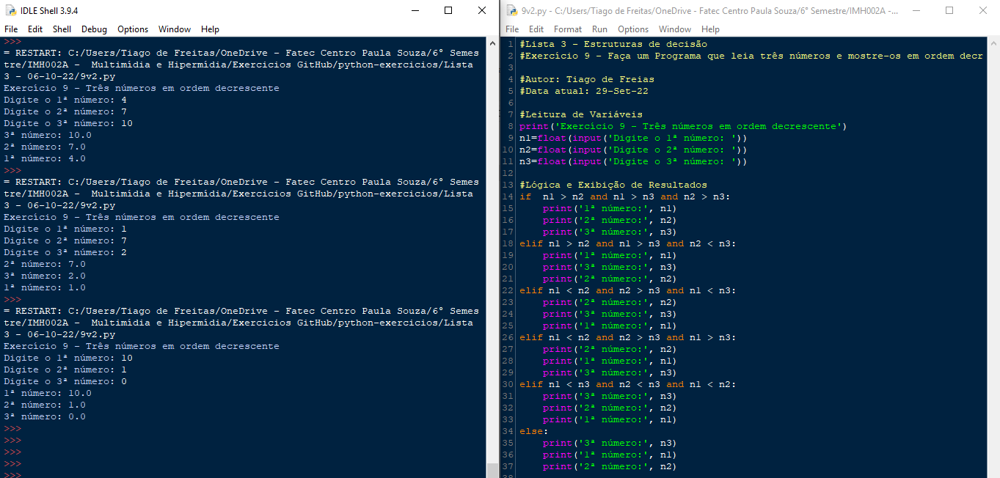 IDLE Shell 3.9.4
File Edit Shell Debug Options Window Help
>>>
= RESTART: C:/Users/Tiago de Freitas/OneDrive - Fatec Centro Paula Souza/6° Semes
tre/IMH002A -  Multimídia e Hipermídia/Exercicios GitHub/python-exercicios/Lista
3 - 06-10-22/9v2.py
Exercício 9 - Três números em ordem decrescente
Digite o 1ª número: 4
Digite o 2ª número: 7
Digite o 3ª número: 10
3ª número: 10.0
2ª número: 7.0
1ª número: 4.0
>>>
= RESTART: C:/Users/Tiago de Freitas/OneDrive - Fatec Centro Paula Souza/6° Semes
tre/IMH002A -  Multimídia e Hipermídia/Exercicios GitHub/python-exercicios/Lista
3 - 06-10-22/9v2.py
Exercício 9 - Três números em ordem decrescente
Digite o 1ª número: 1
Digite o 2ª número: 7
Digite o 3ª número: 2
2ª número: 7.0
3ª número: 2.0
1ª número: 1.0
>>>
= RESTART: C:/Users/Tiago de Freitas/OneDrive - Fatec Centro Paula Souza/6° Semes
tre/IMH002A -  Multimídia e Hipermídia/Exercicios GitHub/python-exercicios/Lista
3 - 06-10-22/9v2.py
Exercício 9 - Três números em ordem decrescente
Digite o 1ª número: 10
Digite o 2ª número: 1
Digite o 3ª número: 0
1ª número: 10.0
2ª número: 1.0
3ª número: 0.0
>>>
>>>
>>>
>>>
>>>
9v2.py - C:/Users/Tiago de Freitas/OneDrive - Fatec Centro Paula Souza/6° Semestre/IMH002A -...
File Edit Format Run Options Window Help
1 #Lista 3 - Estruturas de decisão
2 #Exercício 9 - Faça um Programa que leia três números e mostre-os em ordem decr
3
4 #Autor: Tiago de Freias
5 #Data atual: 29-Set-22
6
7 #Leitura de Variáveis
8 print('Exercício 9 - Três números em ordem decrescente')
9 n1=float(input('Digite o 1ª número: '))
10 n2=float(input('Digite o 2ª número: '))
11 n3=float(input('Digite o 3ª número: '))
12
13 #Lógica e Exibição de Resultados
14 if  n1 > n2 and n1 > n3 and n2 > n3:
15     print('1ª número:', n1)
16     print('2ª número:', n2)
17     print('3ª número:', n3)
18 elif n1 > n2 and n1 > n3 and n2 < n3:
19     print('1ª número:', n1)
20     print('3ª número:', n3)
21     print('2ª número:', n2)
22 elif n1 < n2 and n2 > n3 and n1 < n3:
23     print('2ª número:', n2)
24     print('3ª número:', n3)
25     print('1ª número:', n1)
26 elif n1 < n2 and n2 > n3 and n1 > n3:
27     print('2ª número:', n2)
28     print('1ª número:', n1)
29     print('3ª número:', n3)
30 elif n1 < n3 and n2 < n3 and n1 < n2:
31     print('3ª número:', n3)
32     print('2ª número:', n2)
33     print('1ª número:', n1)
34 else:
35     print('3ª número:', n3)
36     print('1ª número:', n1)
37     print('2ª número:', n2)